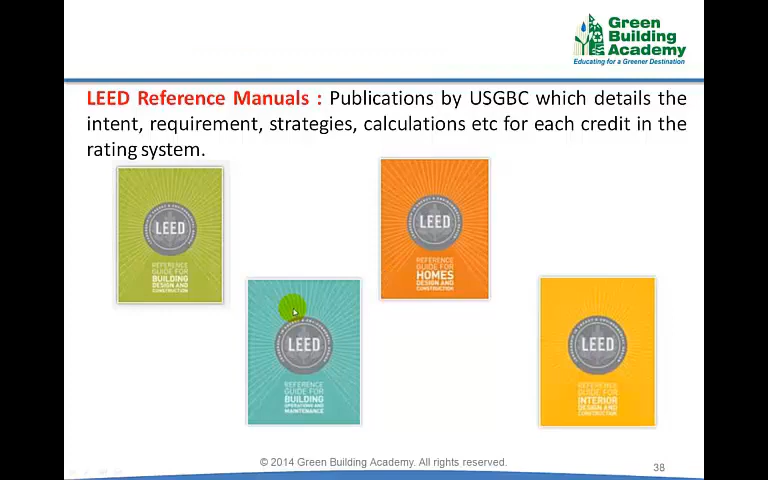 Green
Building
Academy
Educating for a Greener Destination
LEED Reference Manuals : Publications by USGBC which details the
intent, requirement, strategies, calculations etc for each credit in the
rating system.
LEED
REFERENCE
GUIDE FOR
BUILDING
DESIGN AND
CONSTRUCTION
LEED
REFERENCE
GUIDE FOR
HOMES
DESIGN AND
CONSTRUCTION
LEED
REFERENCE
GUIDE FOR
BUILDING
OPERATIONS AND
MAINTENANCE
LEED
REFERENCE
GUIDE FOR
INTERIOR
DESIGN AND
CONSTRUCTION
© 2014 Green Building Academy. All rights reserved.
38